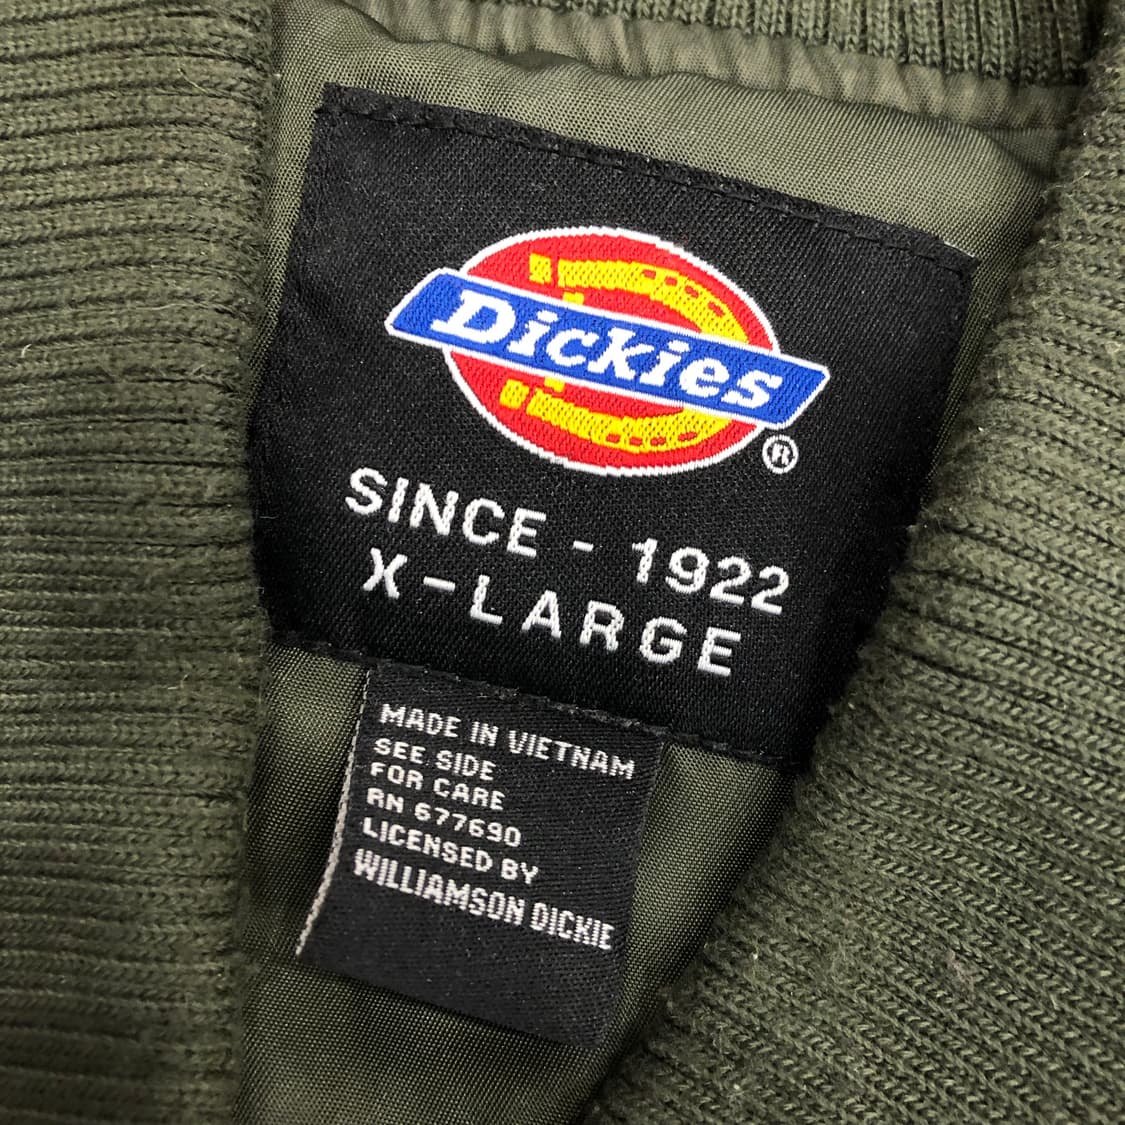 Dickies
®
SINCE - 1922
X-LARGE
MADE IN VIETNAM
SEE SIDE
FOR CARE
RN 677690
LICENSED BY
WILLIAMSON DICKIE